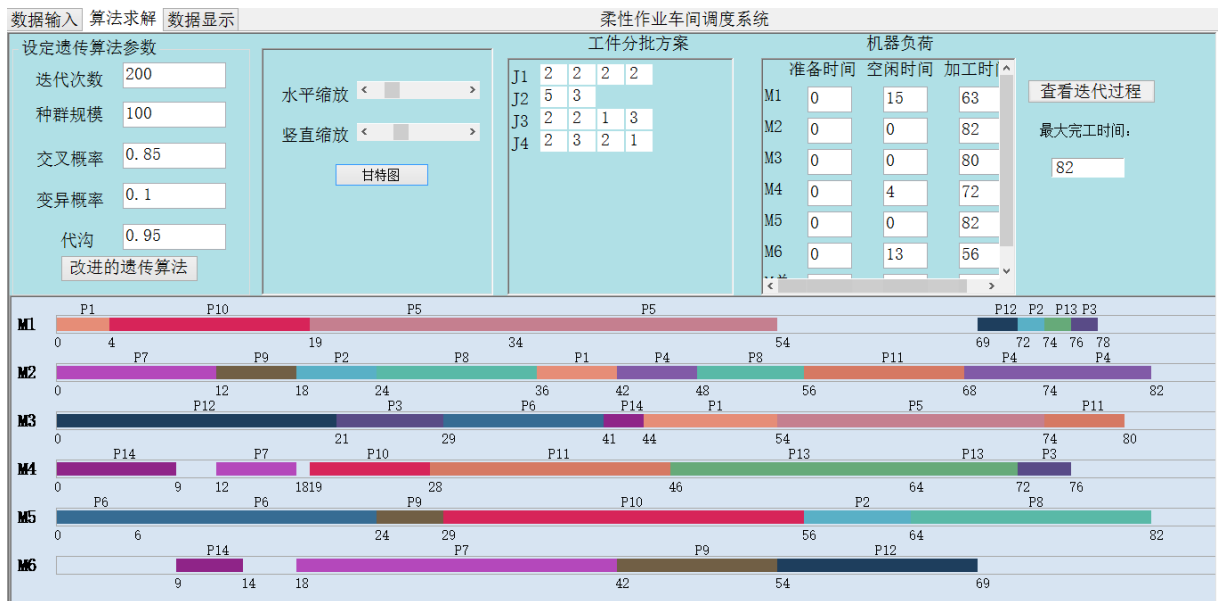 数据输入 算法求解 数据显示 柔性作业车间调度系统
设定遗传算法参数
迭代次数 200
种群规模 100
交叉概率 0.85
变异概率 0.1
代沟 0.95
改进的遗传算法
水平缩放
竖直缩放
甘特图
工件分批方案
J1 2 2 2 2
J2 5 3
J3 2 2 1 3
J4 2 3 2 1
机器负荷
准备时间 空闲时间 加工时
M1 0 15 63
M2 0 0 82
M3 0 0 80
M4 0 4 72
M5 0 0 82
M6 0 13 56
查看迭代过程
最大完工时间:
82
P1 P10 P5 P5 P12 P2 P13 P3
M1
0 4 19 34 54 69 72 74 76 78
P7 P9 P2 P8 P1 P4 P8 P11 P4 P4
M2
0 12 18 24 36 42 48 56 68 74 82
P12 P3 P6 P14 P1 P5 P11
M3
0 21 29 41 44 54 74 80
P14 P7 P10 P11 P13 P13 P3
M4
0 9 12 18 19 28 46 64 72 76
P6 P6 P9 P10 P2 P8
M5
0 6 24 29 56 64 82
P14 P7 P9 P12
M6
9 14 18 42 54 69